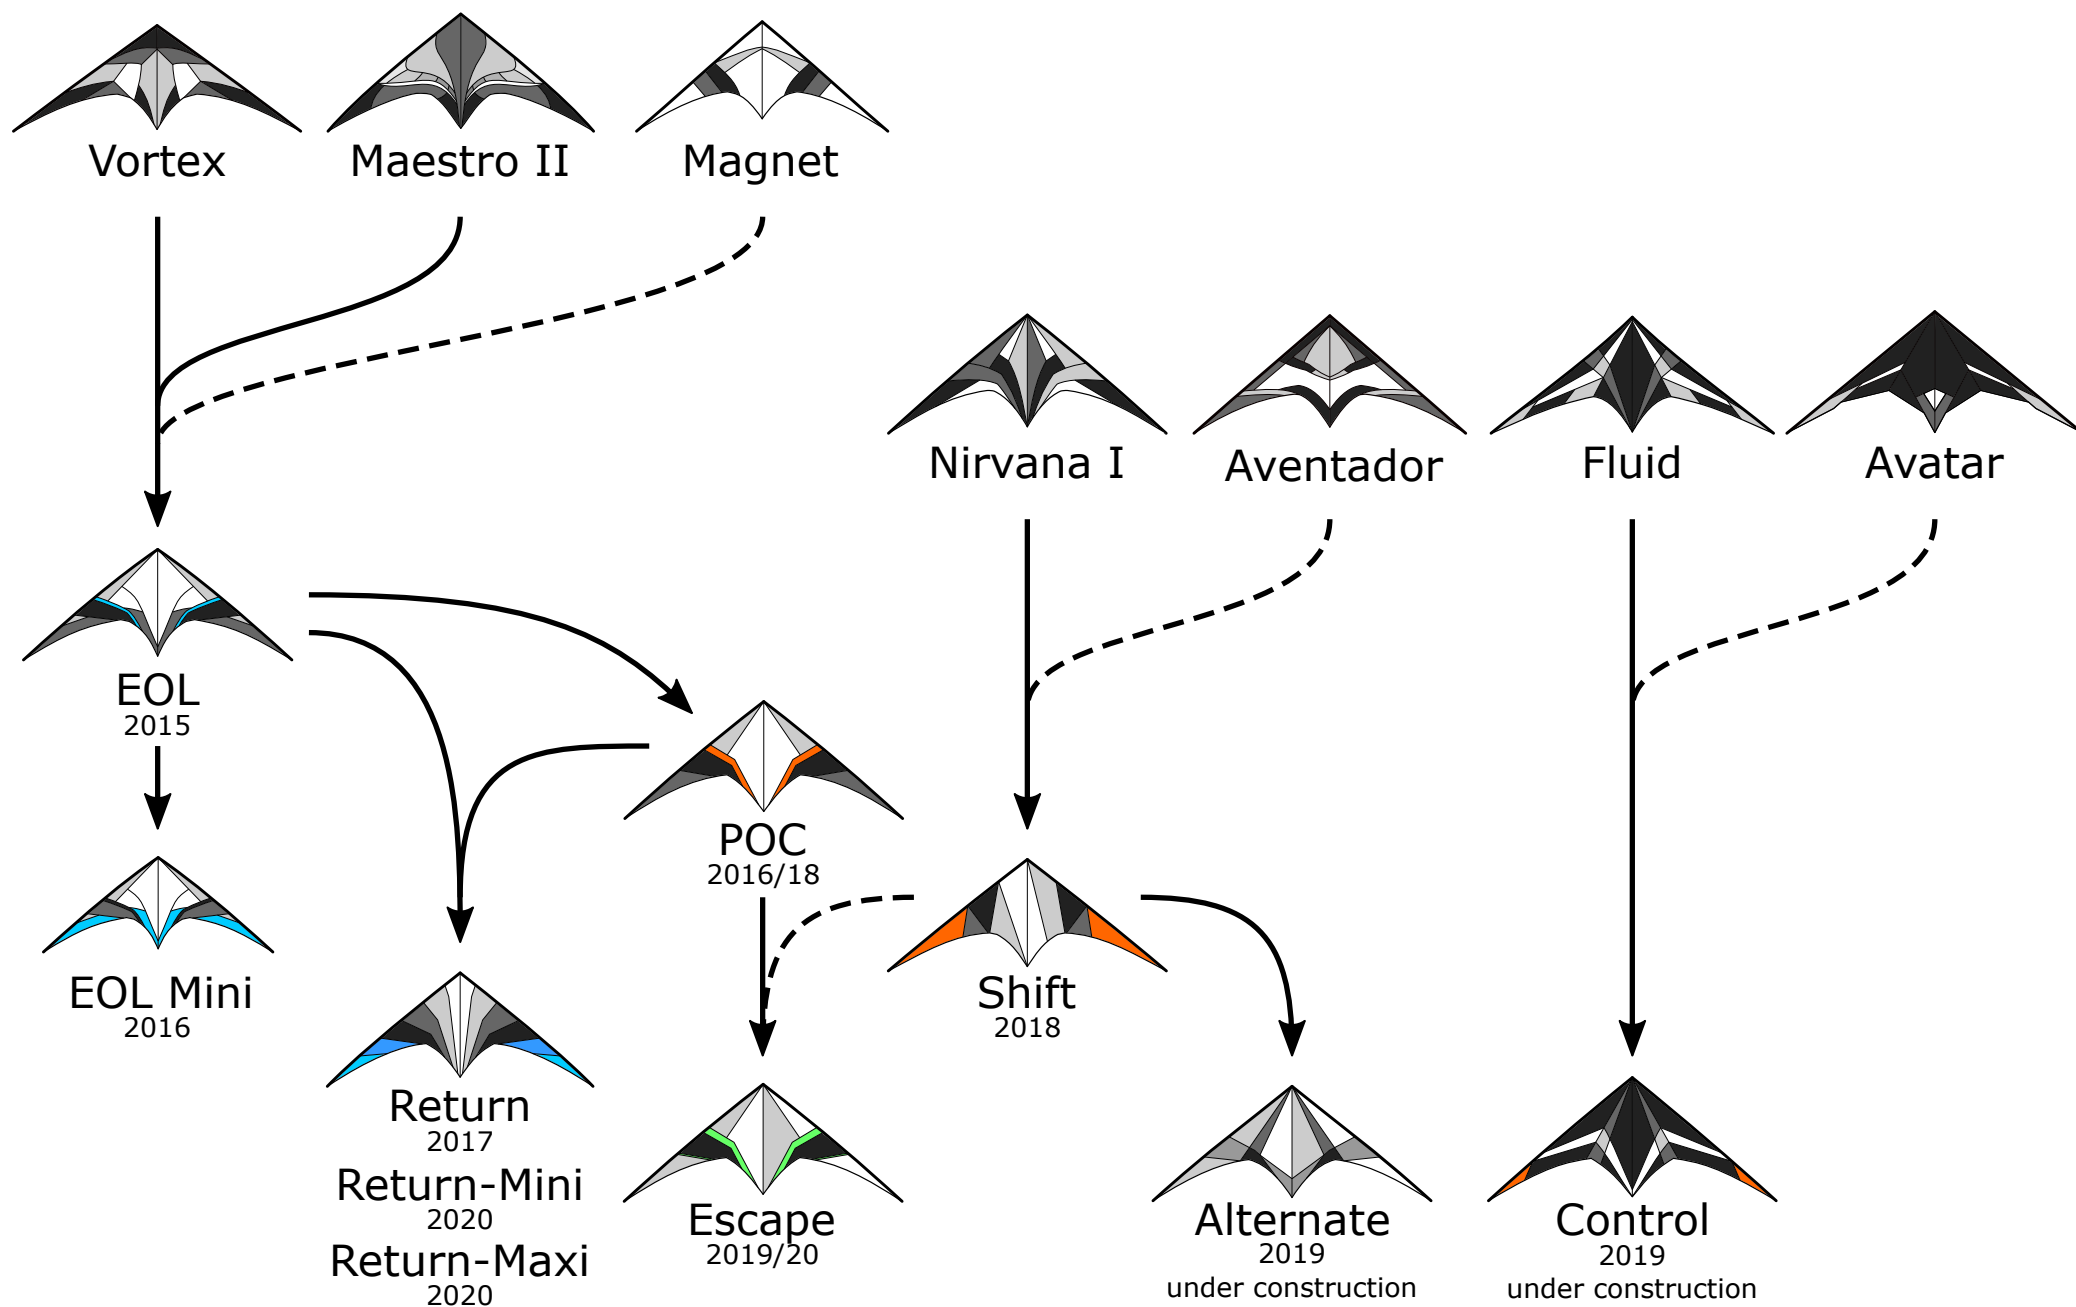 Vortex
Maestro II
Magnet
Nirvana I
Aventador
Fluid
Avatar
EOL
2015
POC
2016/18
EOL Mini
2016
Shift
2018
Return
2017
Return-Mini
2020
Return-Maxi
2020
Escape
2019/20
Alternate
2019
under construction
Control
2019
under construction